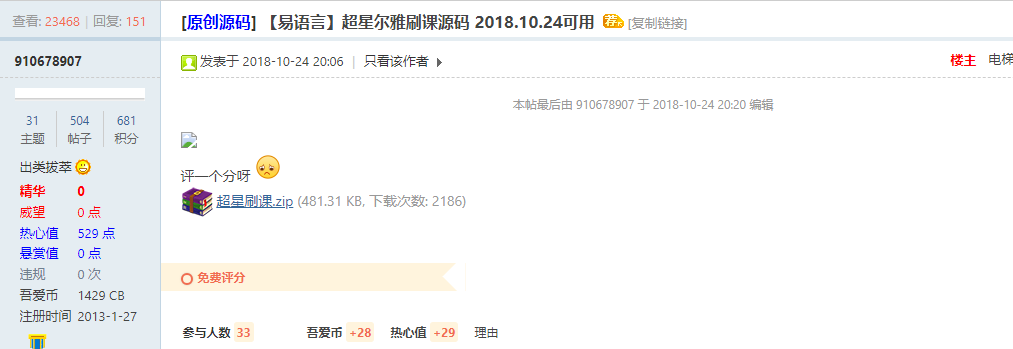 查看: 23468 | 回复: 151
[原创源码] 【易语言】超星尔雅刷课源码 2018.10.24可用 荐 [复制链接]
910678907
发表于 2018-10-24 20:06 | 只看该作者
楼主 电梯
31 504 681
主题 帖子 积分
出类拔萃
精华 0
威望 0 点
热心值 529 点
悬赏值 0 点
违规 0 次
吾爱币 1429 CB
注册时间 2013-1-27
本帖最后由 910678907 于 2018-10-24 20:20 编辑
评一个分呀
超星刷课.zip (481.31 KB, 下载次数: 2186)
免费评分
参与人数 33 吾爱币 +28 热心值 +29 理由